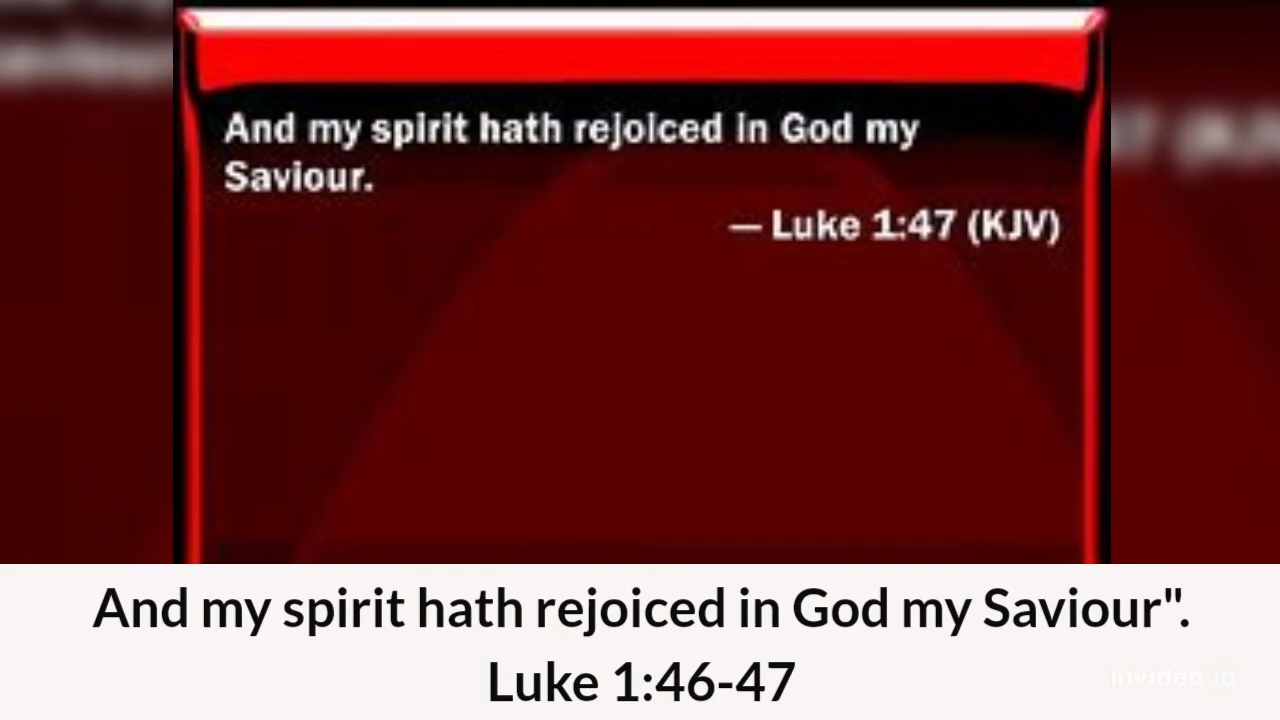 And my spirit hath rejoiced in God my
Saviour.
— Luke 1:47 (KJV)
And my spirit hath rejoiced in God my Saviour".
Luke 1:46-47
invideo.io